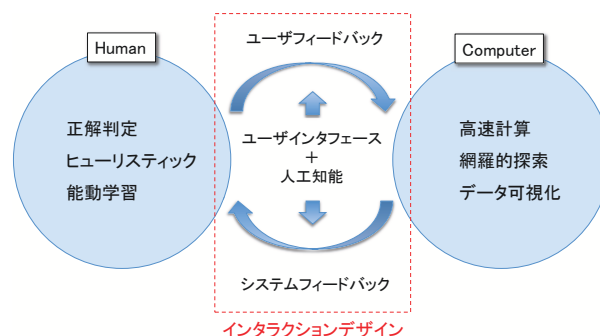 Human
正解判定
ヒューリスティック
能動学習
ユーザフィードバック
ユーザインタフェース
+
人工知能
システムフィードバック
インタラクションデザイン
Computer
高速計算
網羅的探索
データ可視化